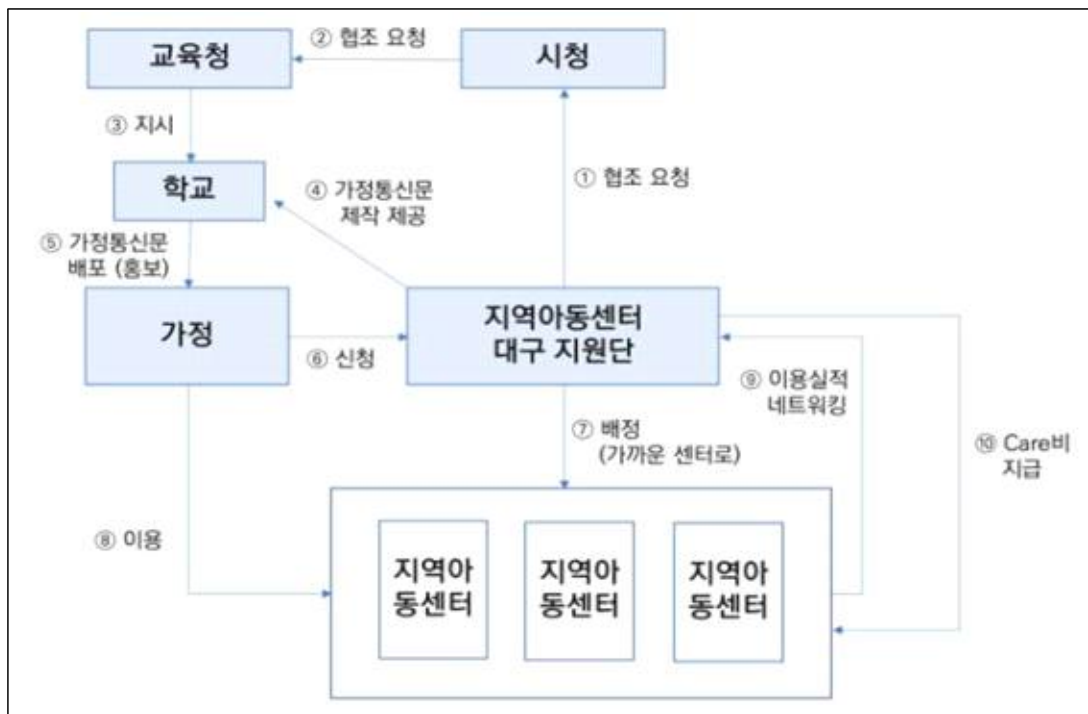 ② 협조 요청
교육청
시청
③ 지시
① 협조 요청
학교
④ 가정통신문
제작 제공
⑤ 가정통신문
배포 (홍보)
가정
⑥ 신청
지역아동센터
대구 지원단
⑨ 이용실적
네트워킹
⑦ 배정
(가까운 센터로)
⑩ Care비
지급
⑧ 이용
지역아
동센터
지역아
동센터
지역아
동센터